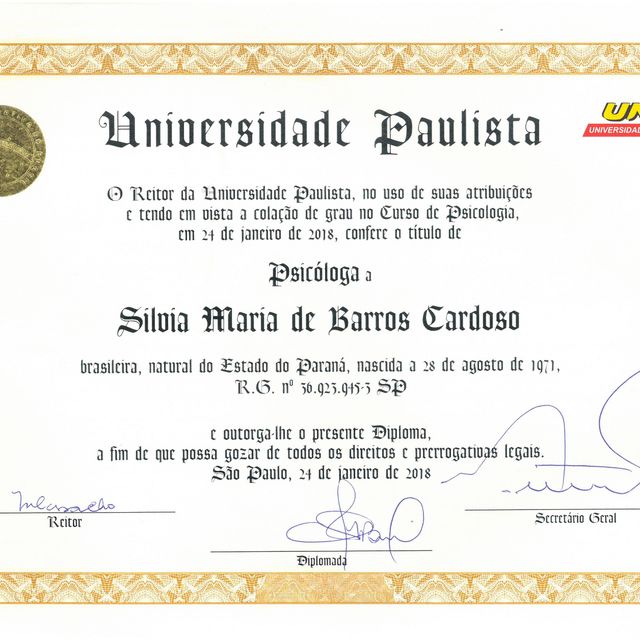 Universidade Paulista
UN
UNIVERSIDADE
O Reitor da Universidade Paulista, no uso de suas atribuições
e tendo em vista a colação de grau no Curso de Psicologia,
em 24 de janeiro de 2018, confere o título de
Psicóloga a
Silvia Maria de Barros Cardoso
brasileira, natural do Estado do Paraná, nascida a 28 de agosto de 1971,
R.G. nº 36.923.945-3 SP
e outorga-lhe o presente Diploma,
a fim de que possa gozar de todos os direitos e prerrogativas legais.
São Paulo, 24 de janeiro de 2018
Reitor
Secretário Geral
Diplomada